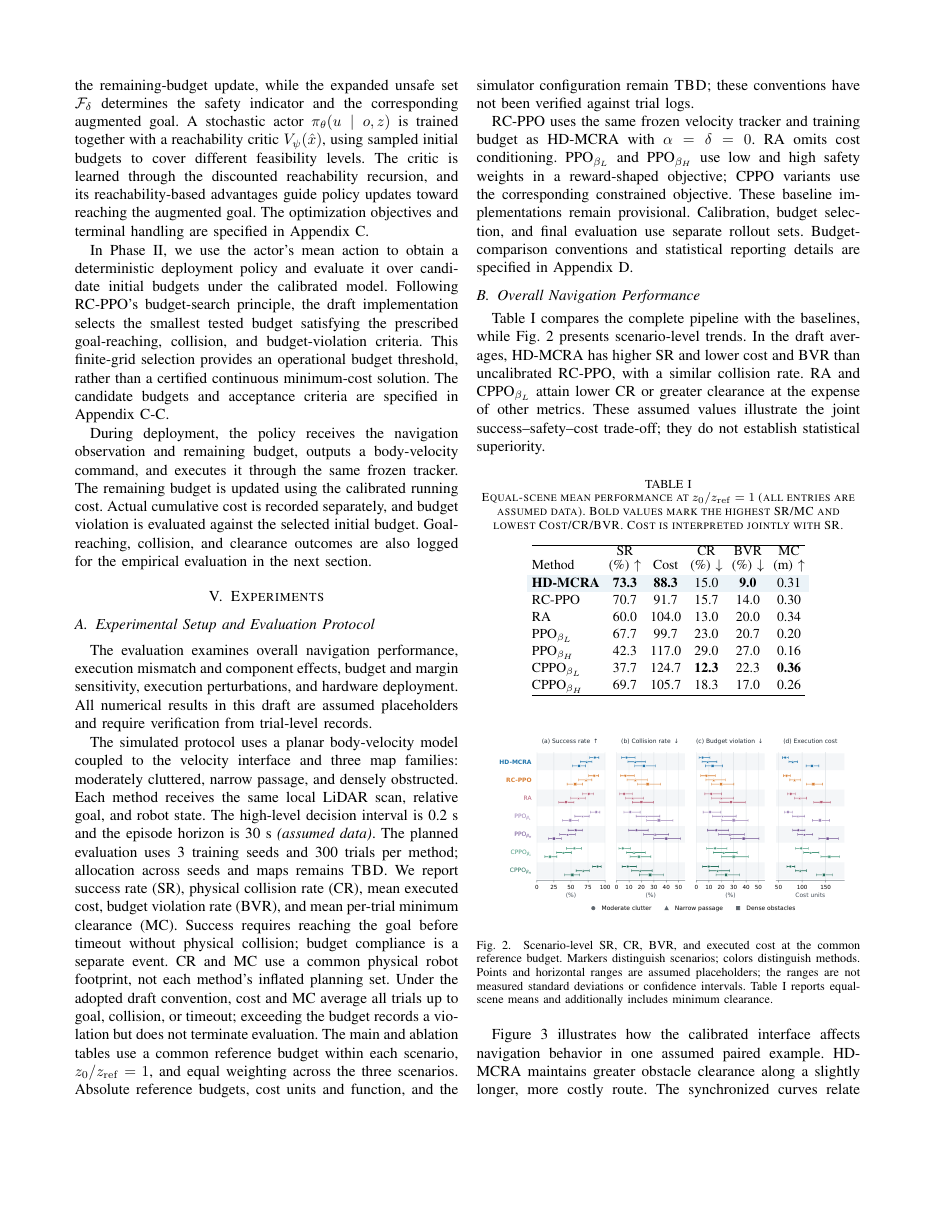 the remaining-budget update, while the expanded unsafe set
𝓕_δ determines the safety indicator and the corresponding
augmented goal. A stochastic actor π_θ(u | o, z) is trained
together with a reachability critic V_ψ(x̂), using sampled initial
budgets to cover different feasibility levels. The critic is
learned through the discounted reachability recursion, and
its reachability-based advantages guide policy updates toward
reaching the augmented goal. The optimization objectives and
terminal handling are specified in Appendix C.
In Phase II, we use the actor's mean action to obtain a
deterministic deployment policy and evaluate it over candi-
date initial budgets under the calibrated model. Following
RC-PPO's budget-search principle, the draft implementation
selects the smallest tested budget satisfying the prescribed
goal-reaching, collision, and budget-violation criteria. This
finite-grid selection provides an operational budget threshold,
rather than a certified continuous minimum-cost solution. The
candidate budgets and acceptance criteria are specified in
Appendix C-C.
During deployment, the policy receives the navigation
observation and remaining budget, outputs a body-velocity
command, and executes it through the same frozen tracker.
The remaining budget is updated using the calibrated running
cost. Actual cumulative cost is recorded separately, and budget
violation is evaluated against the selected initial budget. Goal-
reaching, collision, and clearance outcomes are also logged
for the empirical evaluation in the next section.
V. EXPERIMENTS
A. Experimental Setup and Evaluation Protocol
The evaluation examines overall navigation performance,
execution mismatch and component effects, budget and margin
sensitivity, execution perturbations, and hardware deployment.
All numerical results in this draft are assumed placeholders
and require verification from trial-level records.
The simulated protocol uses a planar body-velocity model
coupled to the velocity interface and three map families:
moderately cluttered, narrow passage, and densely obstructed.
Each method receives the same local LiDAR scan, relative
goal, and robot state. The high-level decision interval is 0.2 s
and the episode horizon is 30 s (assumed data). The planned
evaluation uses 3 training seeds and 300 trials per method;
allocation across seeds and maps remains TBD. We report
success rate (SR), physical collision rate (CR), mean executed
cost, budget violation rate (BVR), and mean per-trial minimum
clearance (MC). Success requires reaching the goal before
timeout without physical collision; budget compliance is a
separate event. CR and MC use a common physical robot
footprint, not each method's inflated planning set. Under the
adopted draft convention, cost and MC average all trials up to
goal, collision, or timeout; exceeding the budget records a vio-
lation but does not terminate evaluation. The main and ablation
tables use a common reference budget within each scenario,
z₀/z_ref = 1, and equal weighting across the three scenarios.
Absolute reference budgets, cost units and function, and the
simulator configuration remain TBD; these conventions have
not been verified against trial logs.
RC-PPO uses the same frozen velocity tracker and training
budget as HD-MCRA with α = δ = 0. RA omits cost
conditioning. PPO_β_L and PPO_β_H use low and high safety
weights in a reward-shaped objective; CPPO variants use
the corresponding constrained objective. These baseline im-
plementations remain provisional. Calibration, budget selec-
tion, and final evaluation use separate rollout sets. Budget-
comparison conventions and statistical reporting details are
specified in Appendix D.
B. Overall Navigation Performance
Table I compares the complete pipeline with the baselines,
while Fig. 2 presents scenario-level trends. In the draft aver-
ages, HD-MCRA has higher SR and lower cost and BVR than
uncalibrated RC-PPO, with a similar collision rate. RA and
CPPO_β_L attain lower CR or greater clearance at the expense
of other metrics. These assumed values illustrate the joint
success–safety–cost trade-off; they do not establish statistical
superiority.
TABLE I
EQUAL-SCENE MEAN PERFORMANCE AT z₀/z_ref = 1 (ALL ENTRIES ARE
ASSUMED DATA). BOLD VALUES MARK THE HIGHEST SR/MC AND
LOWEST COST/CR/BVR. COST IS INTERPRETED JOINTLY WITH SR.
SR CR BVR MC
Method (%) ↑ Cost (%) ↓ (%) ↓ (m) ↑
HD-MCRA 73.3 88.3 15.0 9.0 0.31
RC-PPO 70.7 91.7 15.7 14.0 0.30
RA 60.0 104.0 13.0 20.0 0.34
PPO_β_L 67.7 99.7 23.0 20.7 0.20
PPO_β_H 42.3 117.0 29.0 27.0 0.16
CPPO_β_L 37.7 124.7 12.3 22.3 0.36
CPPO_β_H 69.7 105.7 18.3 17.0 0.26
(a) Success rate ↑ (b) Collision rate ↓ (c) Budget violation ↓ (d) Execution cost
HD-MCRA
RC-PPO
RA
PPO_β_L
PPO_β_H
CPPO_β_L
CPPO_β_H
0 25 50 75 100 0 10 20 30 40 50 0 10 20 30 40 50 50 100 150
(%) (%) (%) Cost units
● Moderate clutter ▲ Narrow passage ■ Dense obstacles
Fig. 2. Scenario-level SR, CR, BVR, and executed cost at the common
reference budget. Markers distinguish scenarios; colors distinguish methods.
Points and horizontal ranges are assumed placeholders; the ranges are not
measured standard deviations or confidence intervals. Table I reports equal-
scene means and additionally includes minimum clearance.
Figure 3 illustrates how the calibrated interface affects
navigation behavior in one assumed paired example. HD-
MCRA maintains greater obstacle clearance along a slightly
longer, more costly route. The synchronized curves relate